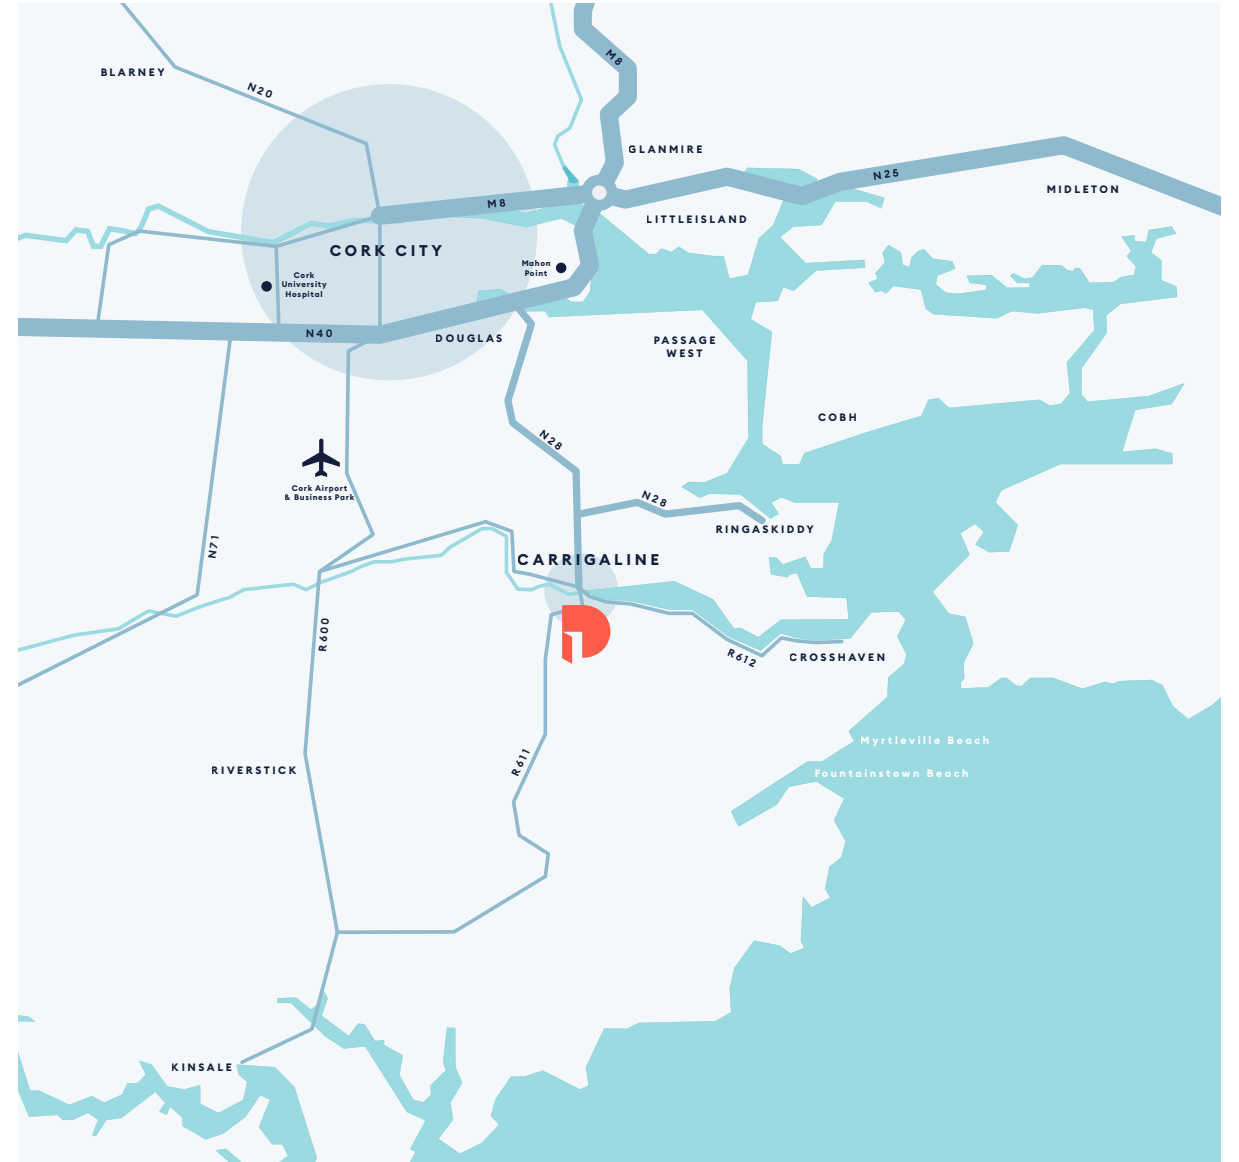 M8
BLARNEY
N20
GLANMIRE
N25
MIDLETON
M8
LITTLEISLAND
CORK CITY
Mahon
Point
Cork
University
Hospital
N40
DOUGLAS
PASSAGE
WEST
COBH
N28
Cork Airport
& Business Park
N28
RINGASKIDDY
N71
CARRIGALINE
R600
R612
CROSSHAVEN
Myrtleville Beach
R611
RIVERSTICK
Fountainstown Beach
KINSALE